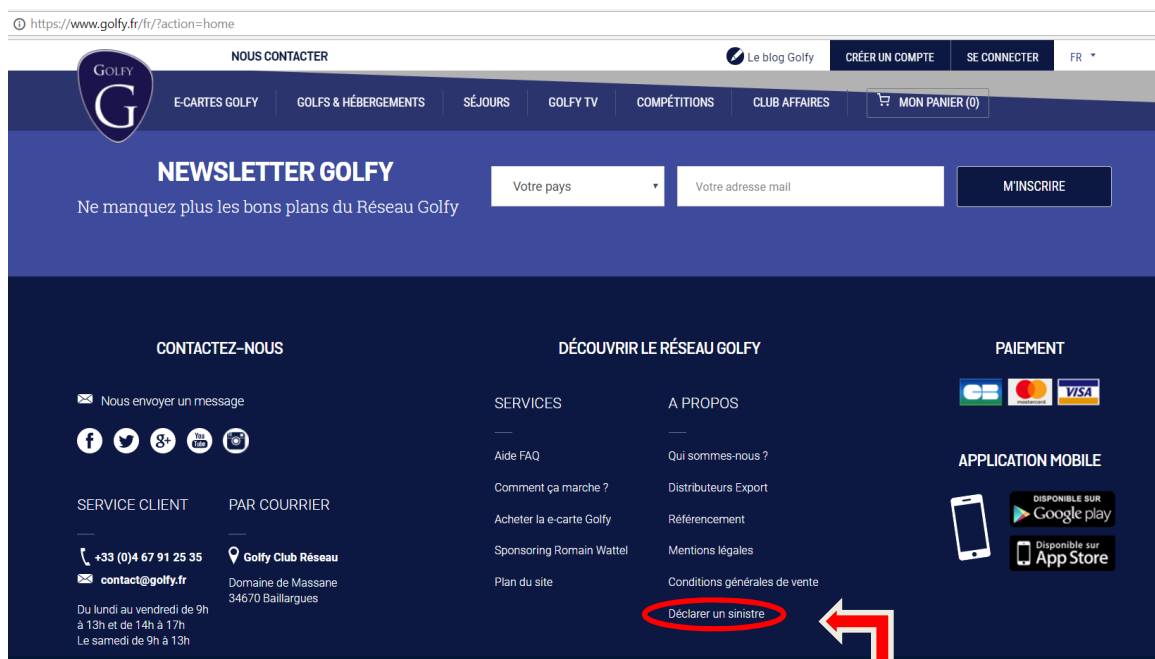 https://www.golfy.fr/fr/?action=home
NOUS CONTACTER
Le blog Golfy
CRÉER UN COMPTE
SE CONNECTER
FR
GOLFY
G
E-CARTES GOLFY
GOLFS & HÉBERGEMENTS
SÉJOURS
GOLFY TV
COMPÉTITIONS
CLUB AFFAIRES
MON PANIER (0)
NEWSLETTER GOLFY
Ne manquez plus les bons plans du Réseau Golfy
Votre pays
Votre adresse mail
M'INSCRIRE
CONTACTEZ-NOUS
Nous envoyer un message
You
Tube
SERVICE CLIENT
+33 (0)4 67 91 25 35
contact@golfy.fr
Du lundi au vendredi de 9h
à 13h et de 14h à 17h
Le samedi de 9h à 13h
PAR COURRIER
Golfy Club Réseau
Domaine de Massane
34670 Baillargues
DÉCOUVRIR LE RÉSEAU GOLFY
SERVICES
Aide FAQ
Comment ça marche ?
Acheter la e-carte Golfy
Sponsoring Romain Wattel
Plan du site
A PROPOS
Qui sommes-nous ?
Distributeurs Export
Référencement
Mentions légales
Conditions générales de vente
Déclarer un sinistre
PAIEMENT
CB
mastercard
VISA
APPLICATION MOBILE
DISPONIBLE SUR
Google play
Disponible sur
App Store